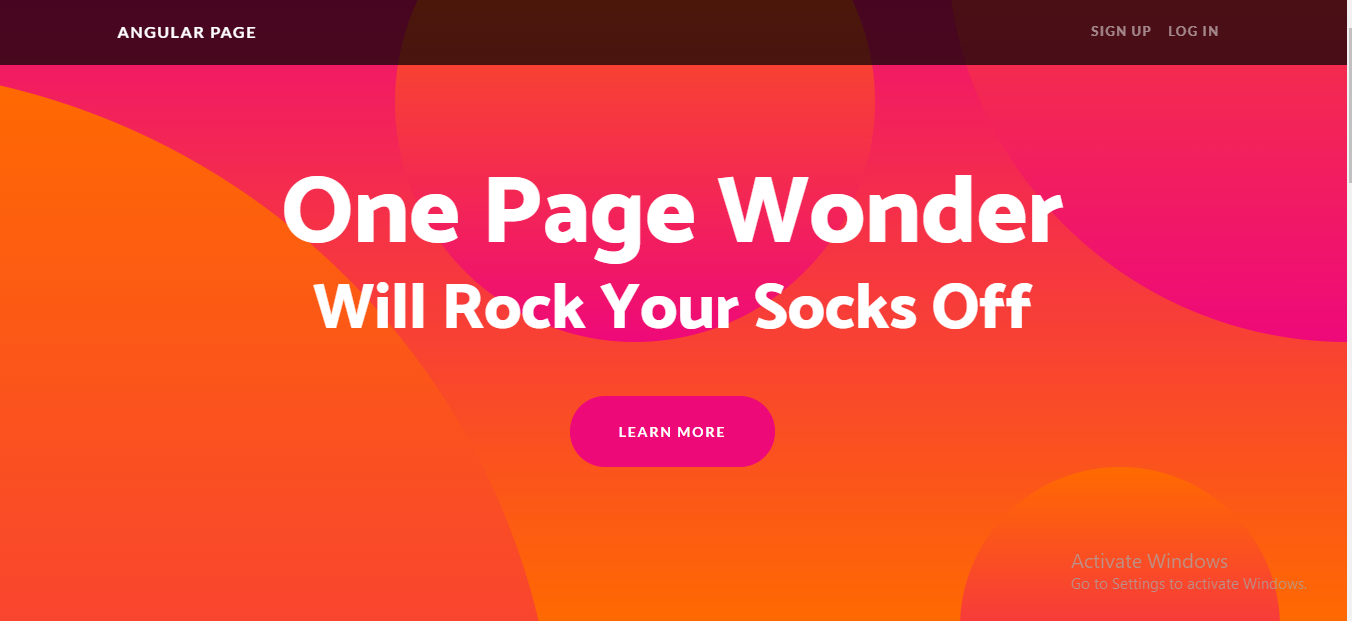 ANGULAR PAGE
SIGN UP LOG IN
One Page Wonder
Will Rock Your Socks Off
LEARN MORE
Activate Windows
Go to Settings to activate Windows.